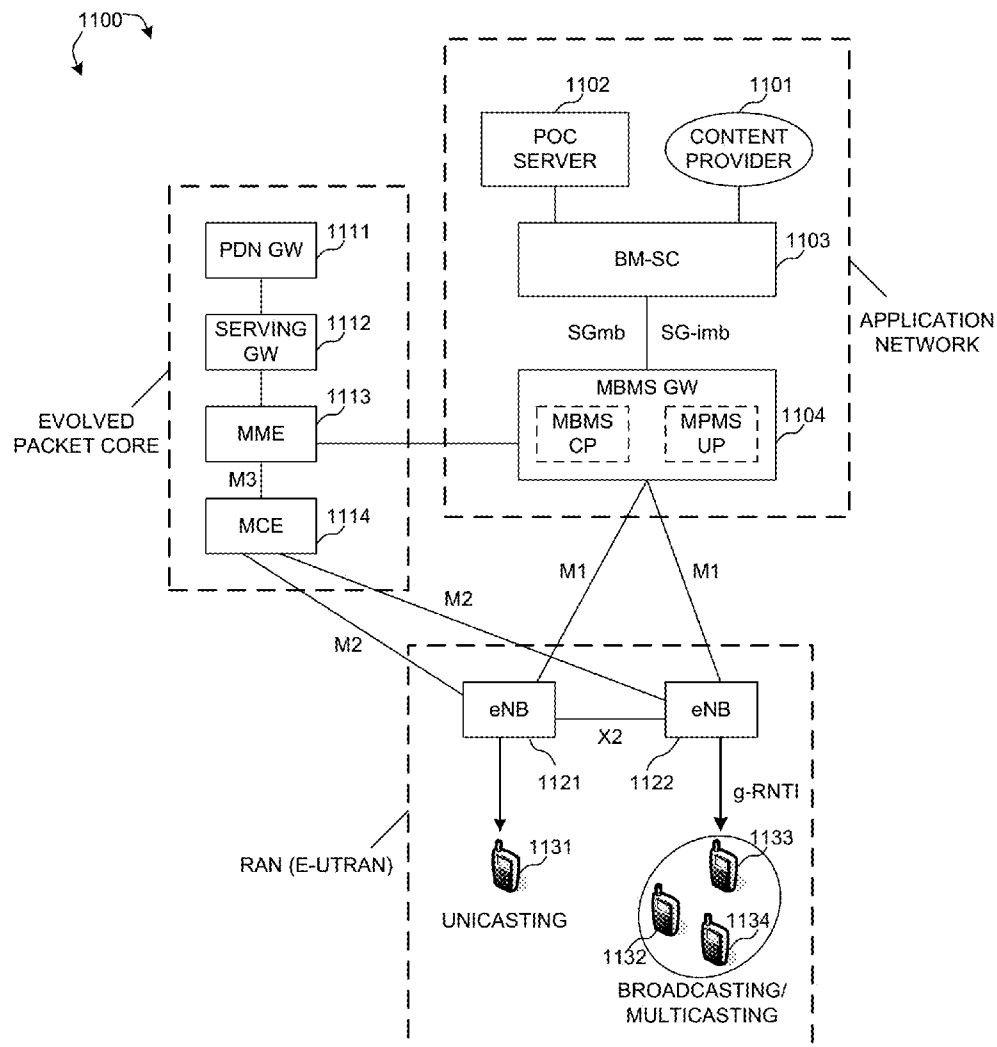 1100
1102
1101
POC
SERVER
CONTENT
PROVIDER
1111
PDN GW
1103
BM-SC
1112
SERVING
GW
SGmb
SG-imb
APPLICATION
NETWORK
MBMS GW
1113
MME
MBMS
CP
MPMS
UP
1104
EVOLVED
PACKET CORE
M3
1114
MCE
M1
M1
M2
M2
eNB
eNB
X2
1121
1122
g-RNTI
RAN (E-UTRAN)
1131
1133
UNICASTING
1134
1132
BROADCASTING/
MULTICASTING